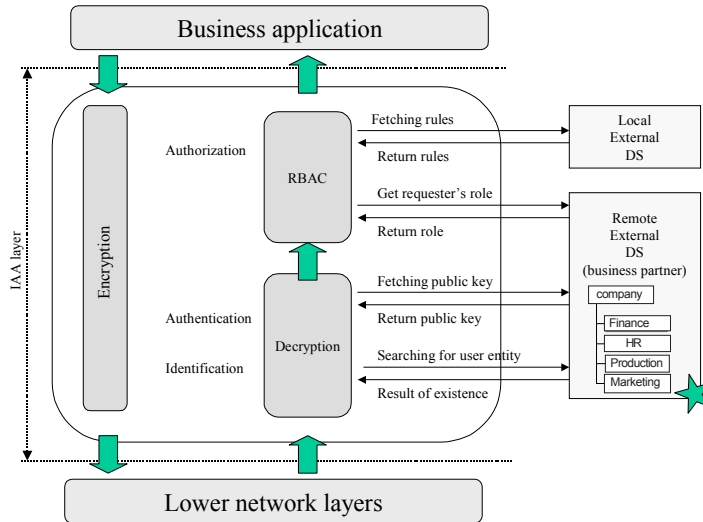 Business application
IAA layer
Encryption
Authorization
RBAC
Fetching rules
Return rules
Local
External
DS
Get requester's role
Return role
Remote
External
DS
(business partner)
company
Finance
HR
Production
Marketing
Authentication
Identification
Decryption
Fetching public key
Return public key
Searching for user entity
Result of existence
Lower network layers